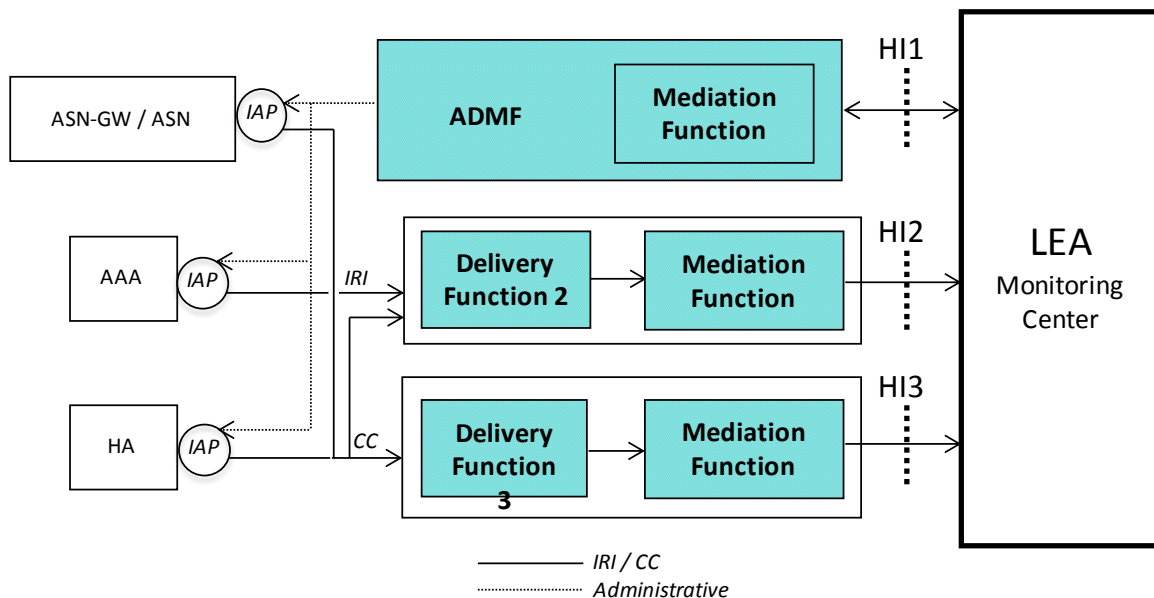 HI1
ASN-GW / ASN
IAP
ADMF
Mediation
Function
AAA
IAP
IRI
Delivery
Function 2
Mediation
Function
HI2
LEA
Monitoring
Center
HA
IAP
CC
Delivery
Function
3
Mediation
Function
HI3
IRI / CC
Administrative